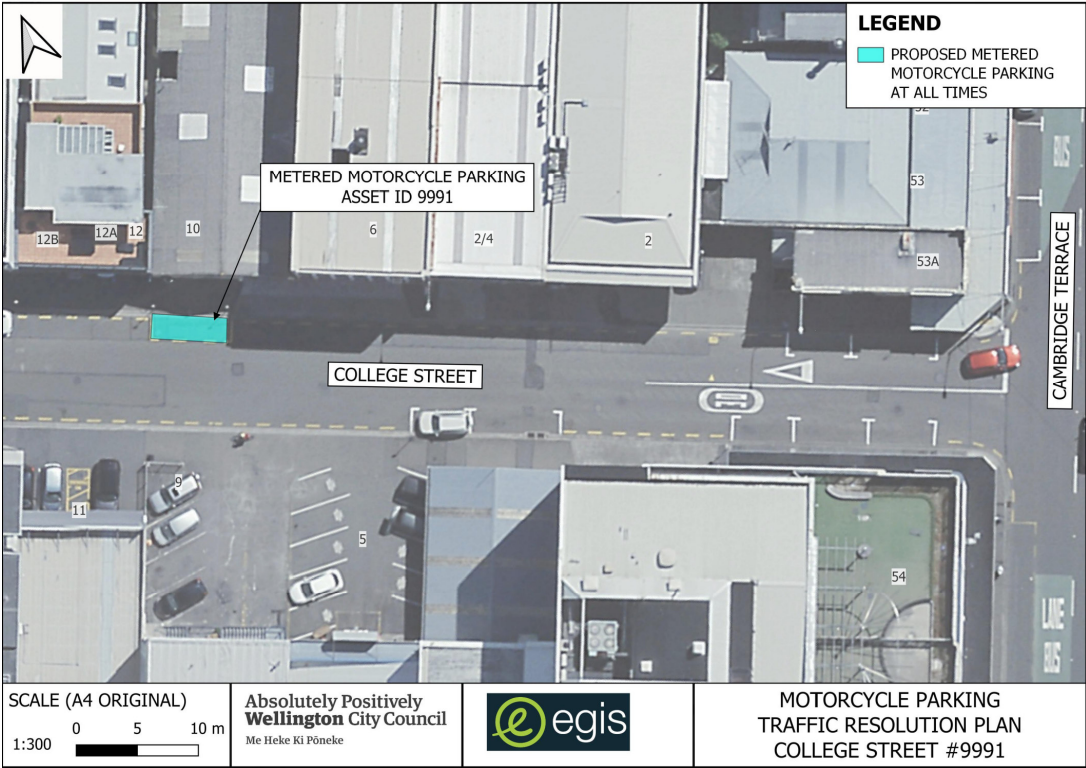 LEGEND
PROPOSED METERED
MOTORCYCLE PARKING
AT ALL TIMES
BUS
53
METERED MOTORCYCLE PARKING
ASSET ID 9991
12B
12A
12
10
6
2/4
2
53A
CAMBRIDGE TERRACE
COLLEGE STREET
10
9
11
5
54
LANE
BUS
SCALE (A4 ORIGINAL)
0 5 10 m
1:300
Absolutely Positively
Wellington City Council
Me Heke Ki Pōneke
egis
MOTORCYCLE PARKING
TRAFFIC RESOLUTION PLAN
COLLEGE STREET #9991